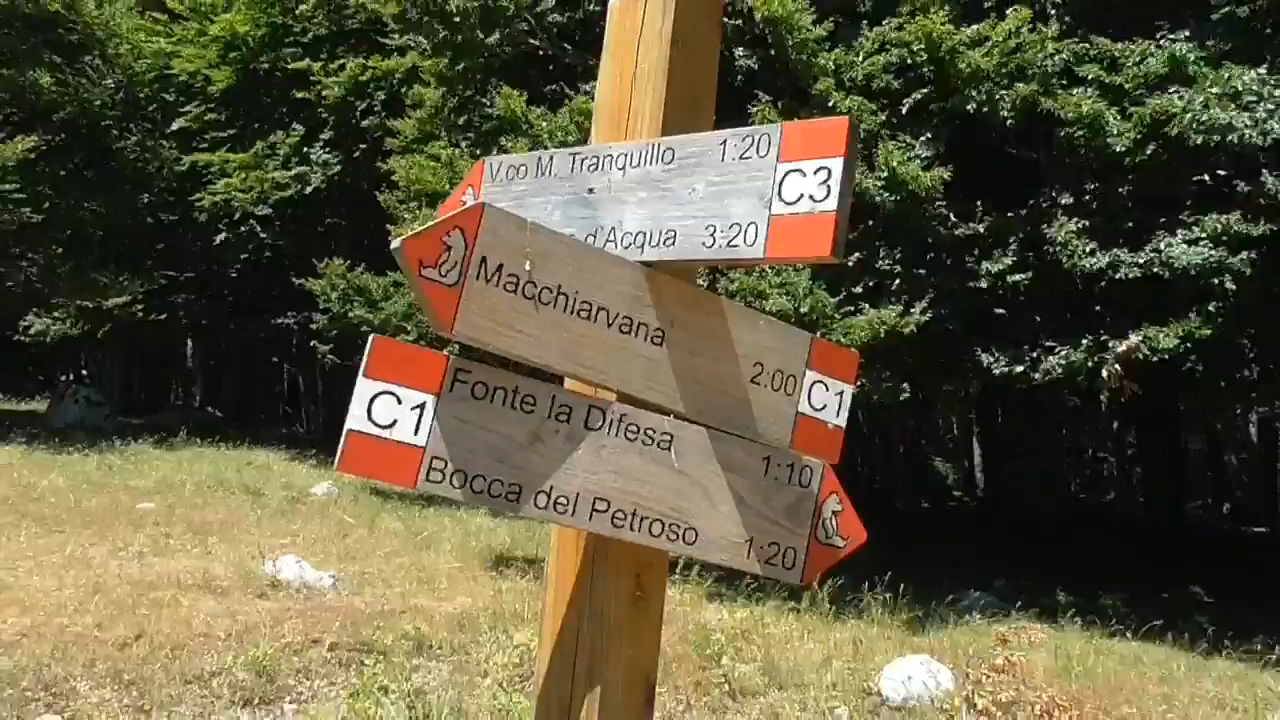 V.co M. Tranquillo 1:20
C3
d'Acqua 3:20
Macchiarvana
2:00
C1
C1
Fonte la Difesa 1:10
Bocca del Petroso 1:20